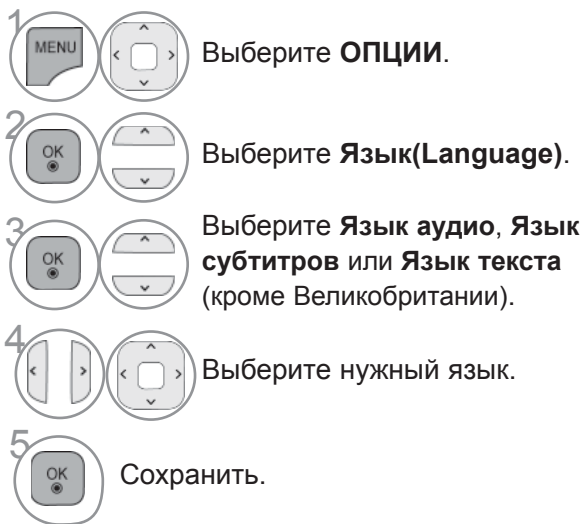 1
MENU
Выберите ОПЦИИ.
2
OK
Выберите Язык(Language).
3
OK
Выберите Язык аудио, Язык
субтитров или Язык текста
(кроме Великобритании).
4
Выберите нужный язык.
5
OK
Сохранить.